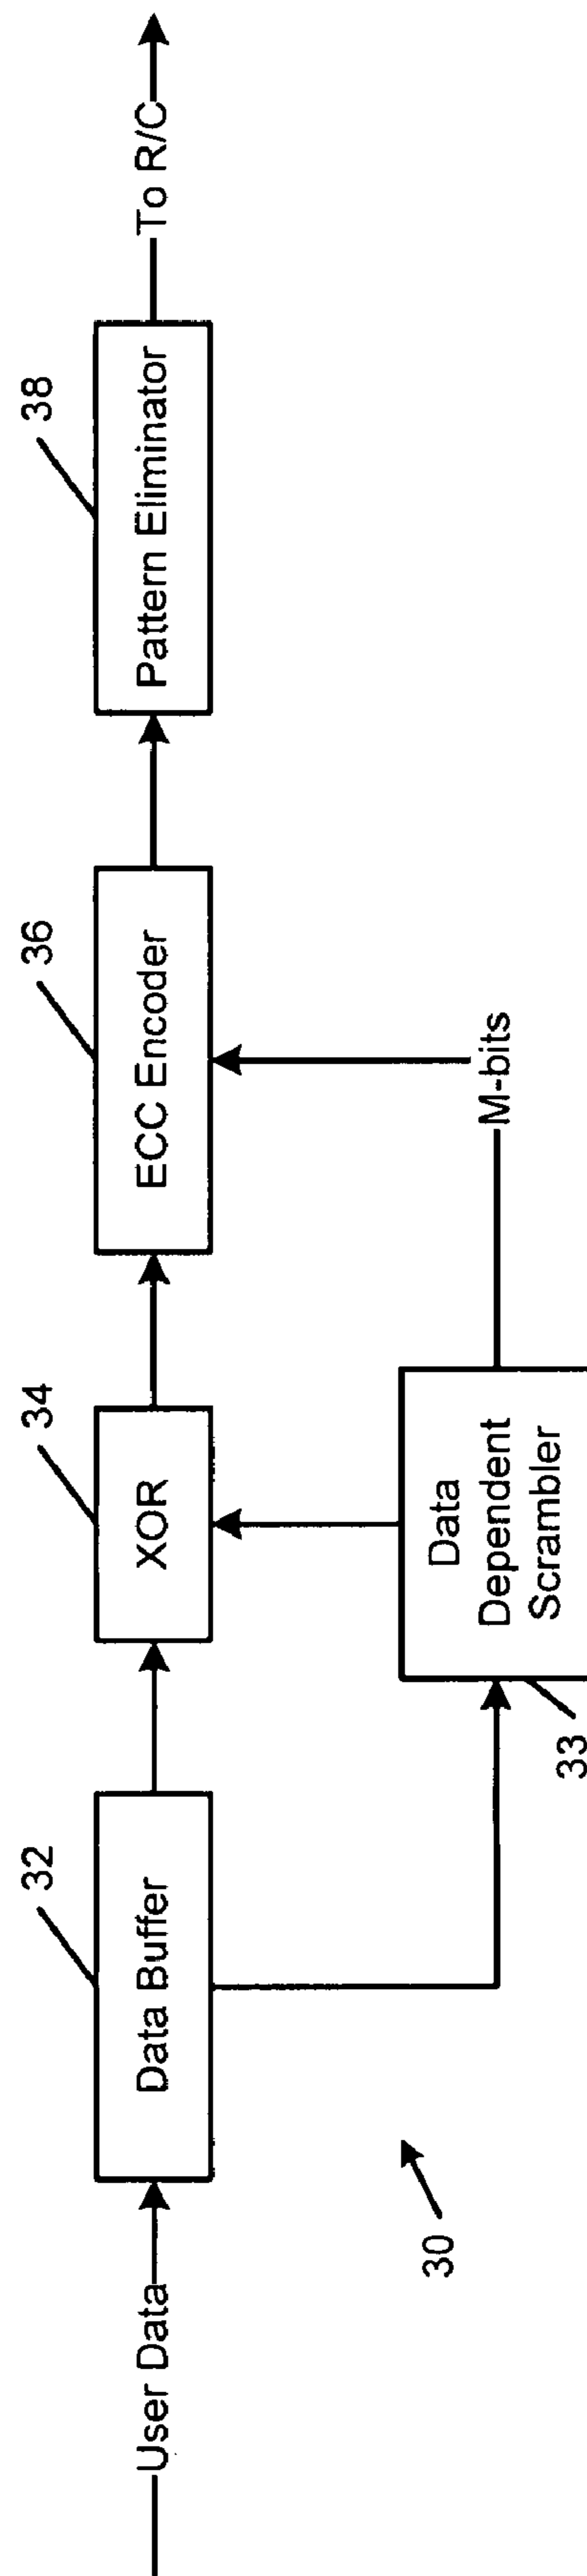 User Data
32
Data Buffer
34
XOR
36
ECC Encoder
38
Pattern Eliminator
To R/C
30
33
Data
Dependent
Scrambler
M-bits